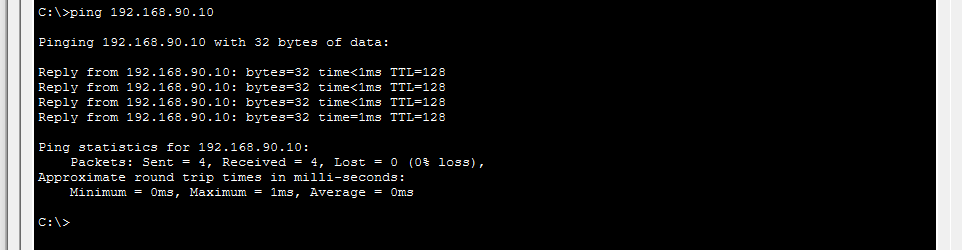 C:\>ping 192.168.90.10
Pinging 192.168.90.10 with 32 bytes of data:
Reply from 192.168.90.10: bytes=32 time<1ms TTL=128
Reply from 192.168.90.10: bytes=32 time<1ms TTL=128
Reply from 192.168.90.10: bytes=32 time<1ms TTL=128
Reply from 192.168.90.10: bytes=32 time=1ms TTL=128
Ping statistics for 192.168.90.10:
    Packets: Sent = 4, Received = 4, Lost = 0 (0% loss),
Approximate round trip times in milli-seconds:
    Minimum = 0ms, Maximum = 1ms, Average = 0ms
C:\>